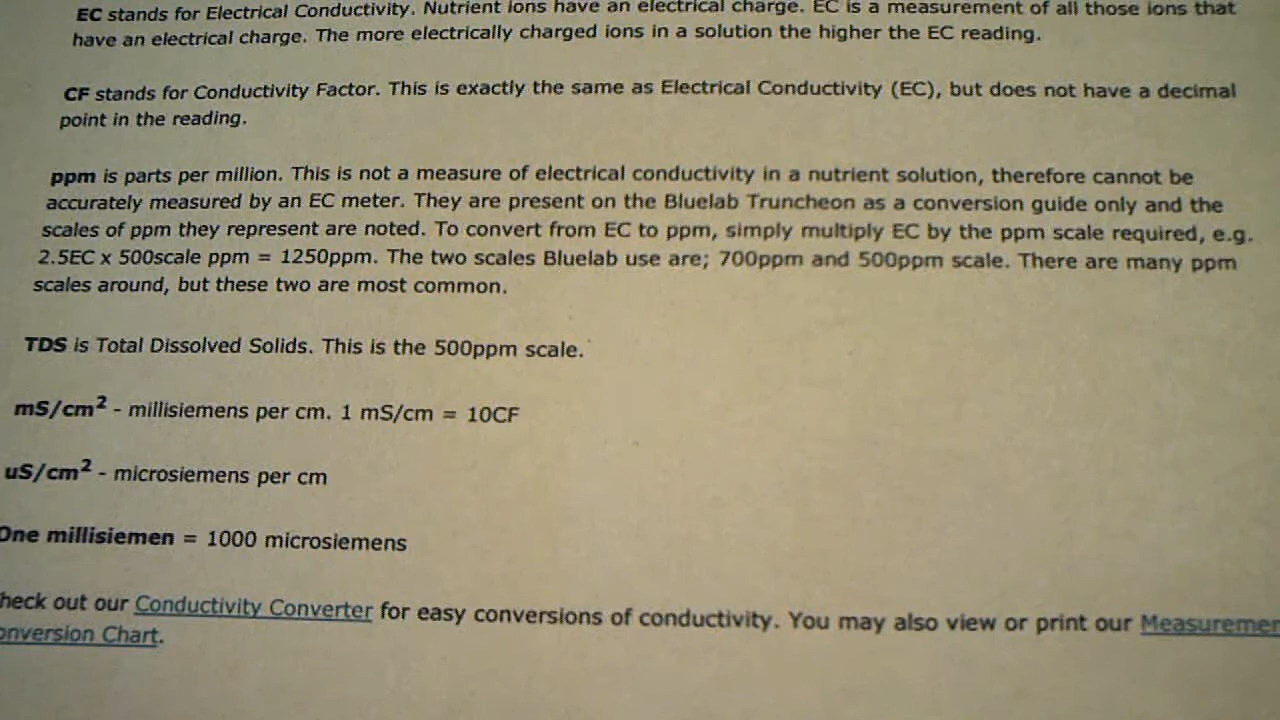 EC stands for Electrical Conductivity. Nutrient ions have an electrical charge. EC is a measurement of all those ions that
have an electrical charge. The more electrically charged ions in a solution the higher the EC reading.
CF stands for Conductivity Factor. This is exactly the same as Electrical Conductivity (EC), but does not have a decimal
point in the reading.
ppm is parts per million. This is not a measure of electrical conductivity in a nutrient solution, therefore cannot be
accurately measured by an EC meter. They are present on the Bluelab Truncheon as a conversion guide only and the
scales of ppm they represent are noted. To convert from EC to ppm, simply multiply EC by the ppm scale required, e.g.
2.5EC x 500scale ppm = 1250ppm. The two scales Bluelab use are; 700ppm and 500ppm scale. There are many ppm
scales around, but these two are most common.
TDS is Total Dissolved Solids. This is the 500ppm scale.
mS/cm² - millisiemens per cm. 1 mS/cm = 10CF
uS/cm² - microsiemens per cm
One millisiemen = 1000 microsiemens
heck out our Conductivity Converter for easy conversions of conductivity. You may also view or print our Measuremen
onversion Chart.